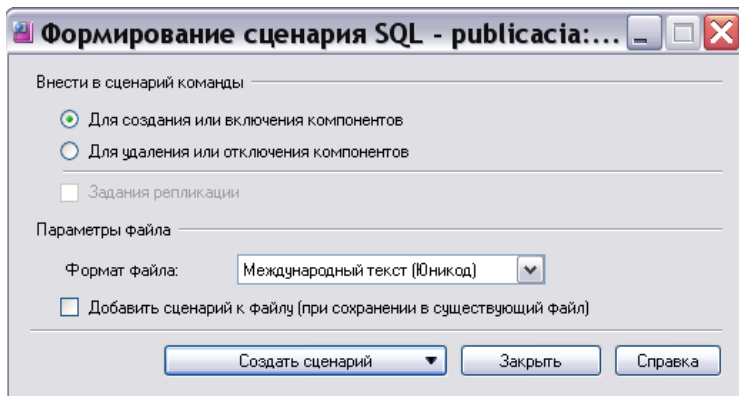 Формирование сценария SQL - publicacia:...
Внести в сценарий команды
Для создания или включения компонентов
Для удаления или отключения компонентов
Задания репликации
Параметры файла
Формат файла: Международный текст (Юникод)
Добавить сценарий к файлу (при сохранении в существующий файл)
Создать сценарий Закрыть Справка